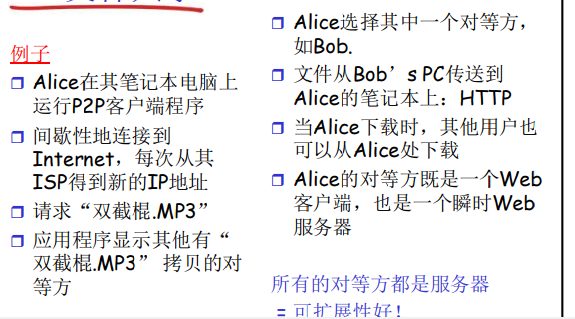 例子
Alice在其笔记本电脑上
运行P2P客户端程序
间歇性地连接到
Internet，每次从其
ISP得到新的IP地址
请求“双截棍.MP3”
应用程序显示其他有“
双截棍.MP3” 拷贝的对
等方
Alice选择其中一个对等方，
如Bob.
文件从Bob’s PC传送到
Alice的笔记本上：HTTP
当Alice下载时，其他用户也
可以从Alice处下载
Alice的对等方既是一个Web
客户端，也是一个瞬时Web
服务器
所有的对等方都是服务器
= 可扩展性好！